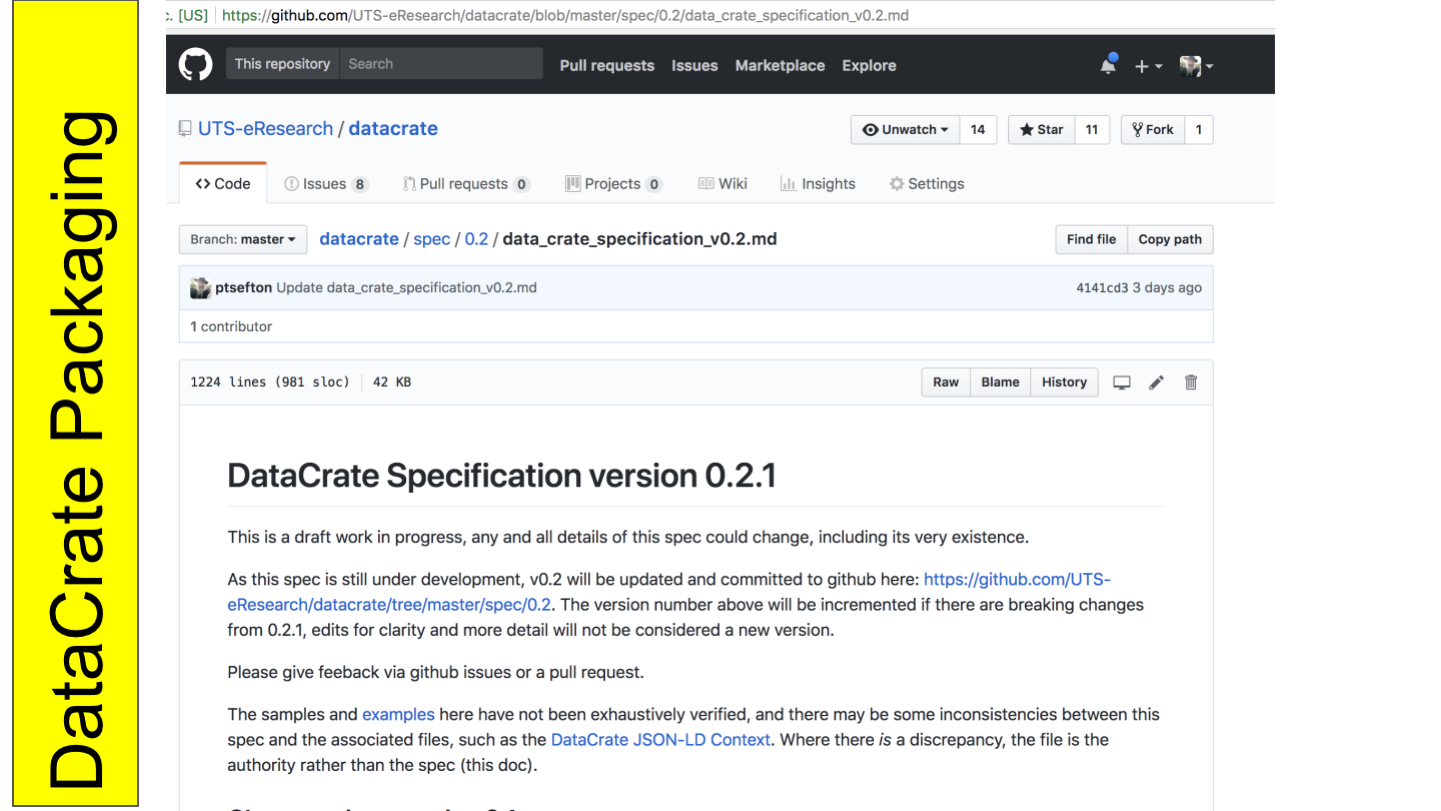 DataCrate Packaging
c. [US] https://github.com/UTS-eResearch/datacrate/blob/master/spec/0.2/data_crate_specification_v0.2.md
This repository Search Pull requests Issues Marketplace Explore
UTS-eResearch / datacrate Unwatch 14 Star 11 Fork 1
Code Issues 8 Pull requests 0 Projects 0 Wiki Insights Settings
Branch: master datacrate / spec / 0.2 / data_crate_specification_v0.2.md Find file Copy path
ptsefton Update data_crate_specification_v0.2.md 4141cd3 3 days ago
1 contributor
1224 lines (981 sloc) 42 KB Raw Blame History
DataCrate Specification version 0.2.1
This is a draft work in progress, any and all details of this spec could change, including its very existence.
As this spec is still under development, v0.2 will be updated and committed to github here: https://github.com/UTS-
eResearch/datacrate/tree/master/spec/0.2. The version number above will be incremented if there are breaking changes
from 0.2.1, edits for clarity and more detail will not be considered a new version.
Please give feeback via github issues or a pull request.
The samples and examples here have not been exhaustively verified, and there may be some inconsistencies between this
spec and the associated files, such as the DataCrate JSON-LD Context. Where there is a discrepancy, the file is the
authority rather than the spec (this doc).